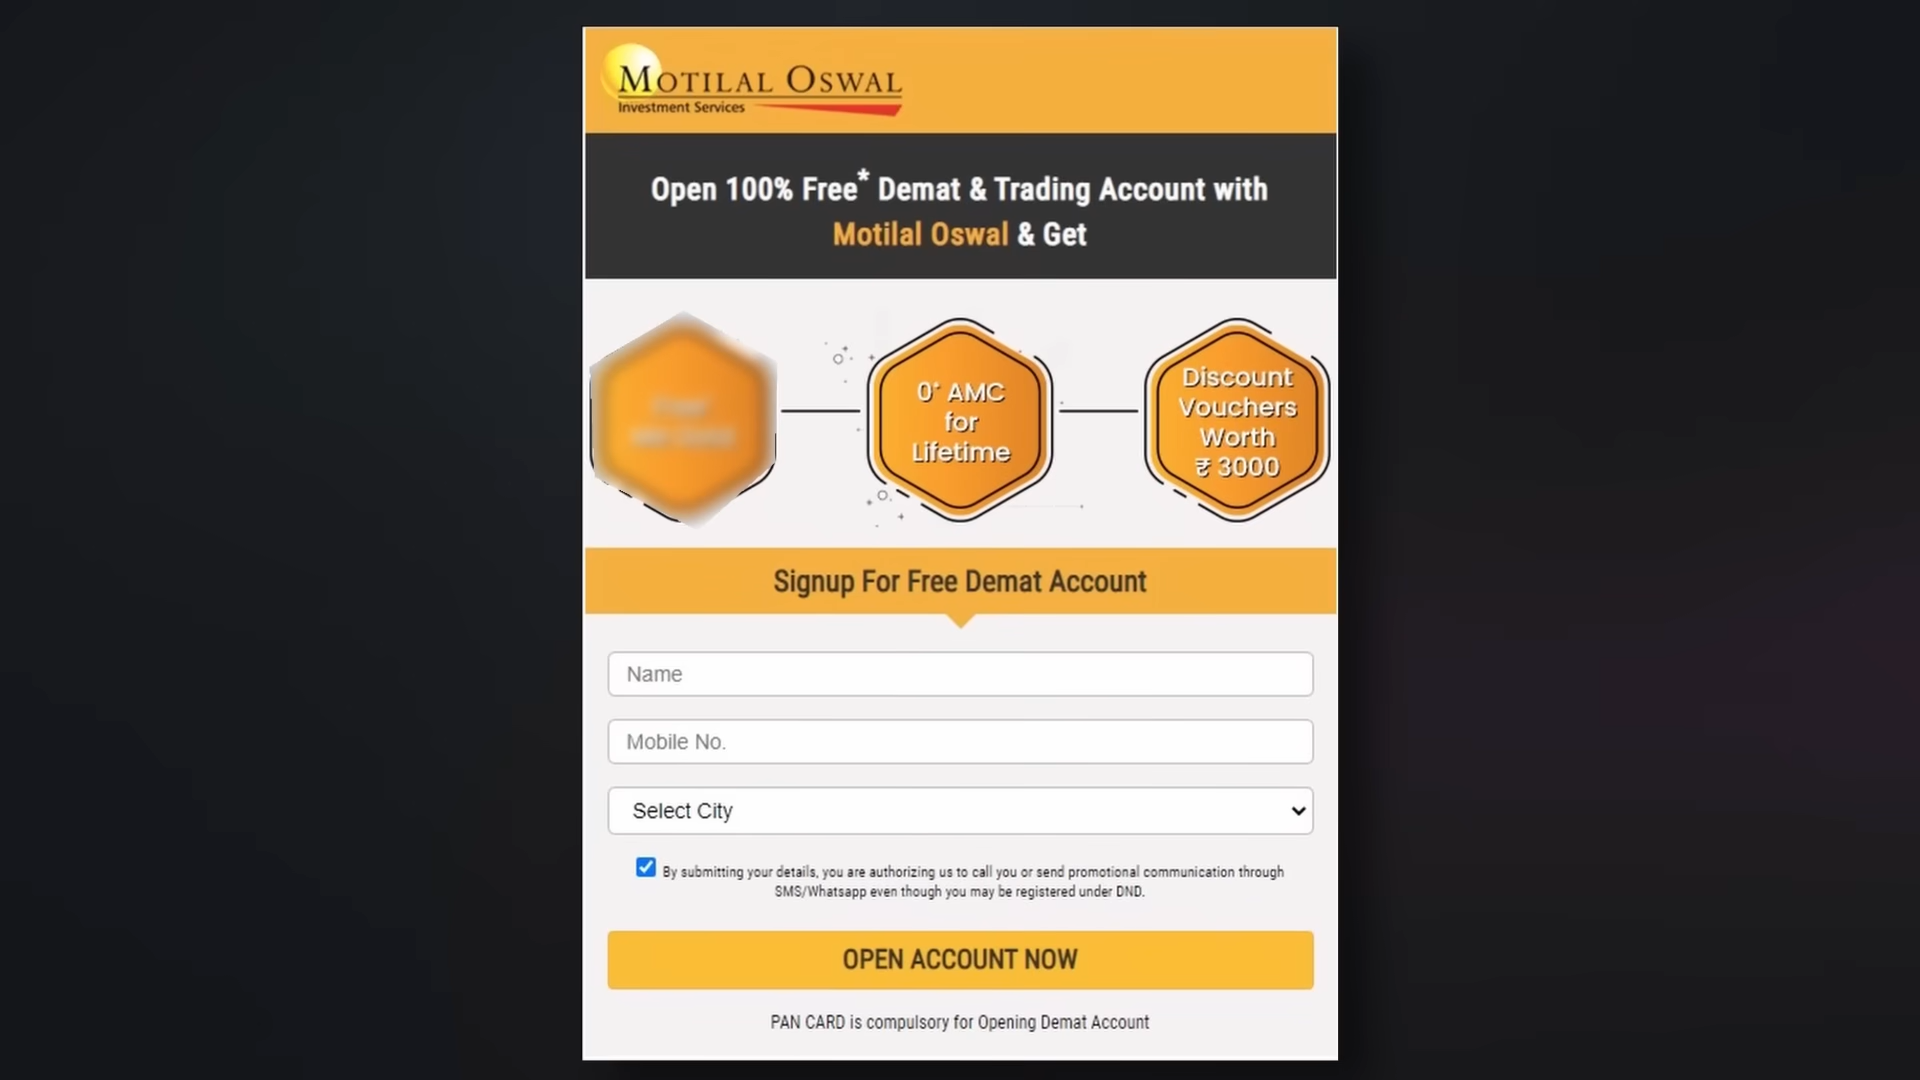 MOTILAL OSWAL
Investment Services
Open 100% Free* Demat & Trading Account with
Motilal Oswal & Get
0* AMC
for
Lifetime
Discount
Vouchers
Worth
₹ 3000
Signup For Free Demat Account
Name
Mobile No.
Select City
By submitting your details, you are authorizing us to call you or send promotional communication through
SMS/Whatsapp even though you may be registered under DND.
OPEN ACCOUNT NOW
PAN CARD is compulsory for Opening Demat Account